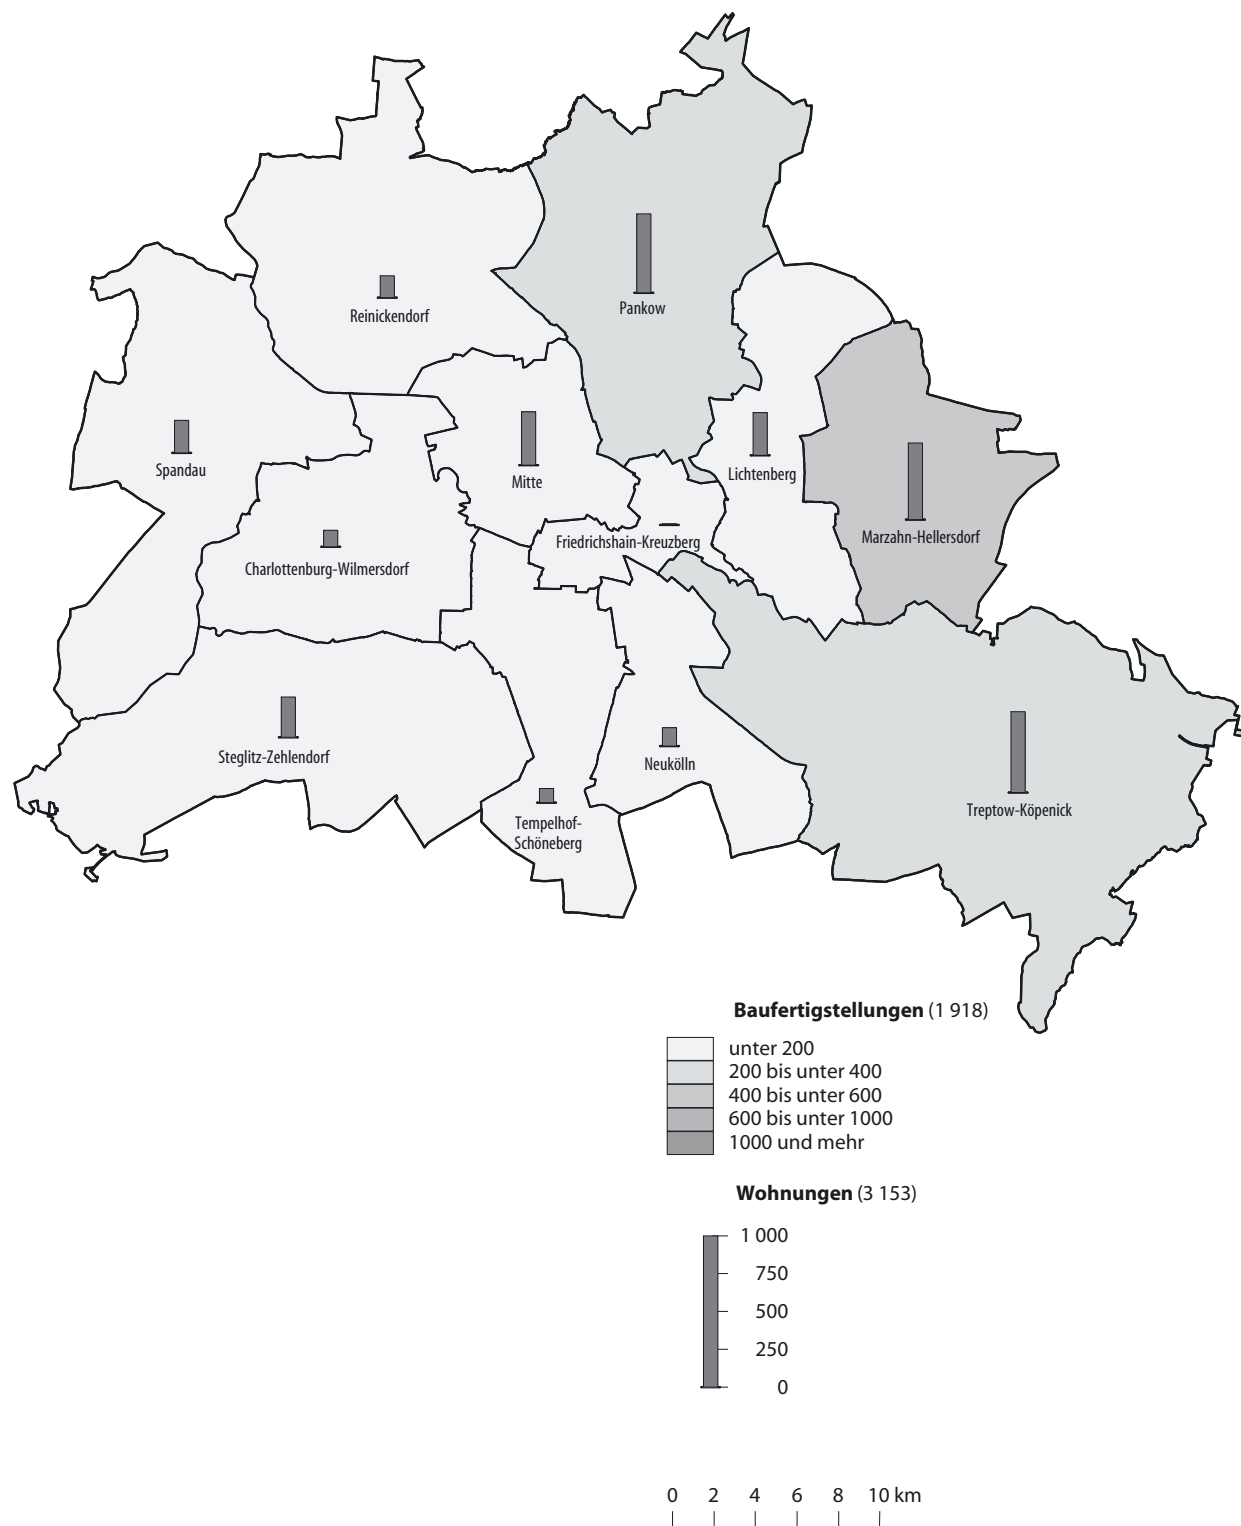 Reinickendorf
Pankow
Spandau
Mitte
Lichtenberg
Marzahn-Hellersdorf
Friedrichshain-Kreuzberg
Charlottenburg-Wilmersdorf
Steglitz-Zehlendorf
Neukölln
Tempelhof-
Schöneberg
Treptow-Köpenick
Baufertigstellungen (1 918)
unter 200
200 bis unter 400
400 bis unter 600
600 bis unter 1000
1000 und mehr
Wohnungen (3 153)
1 000
750
500
250
0
0 2 4 6 8 10 km